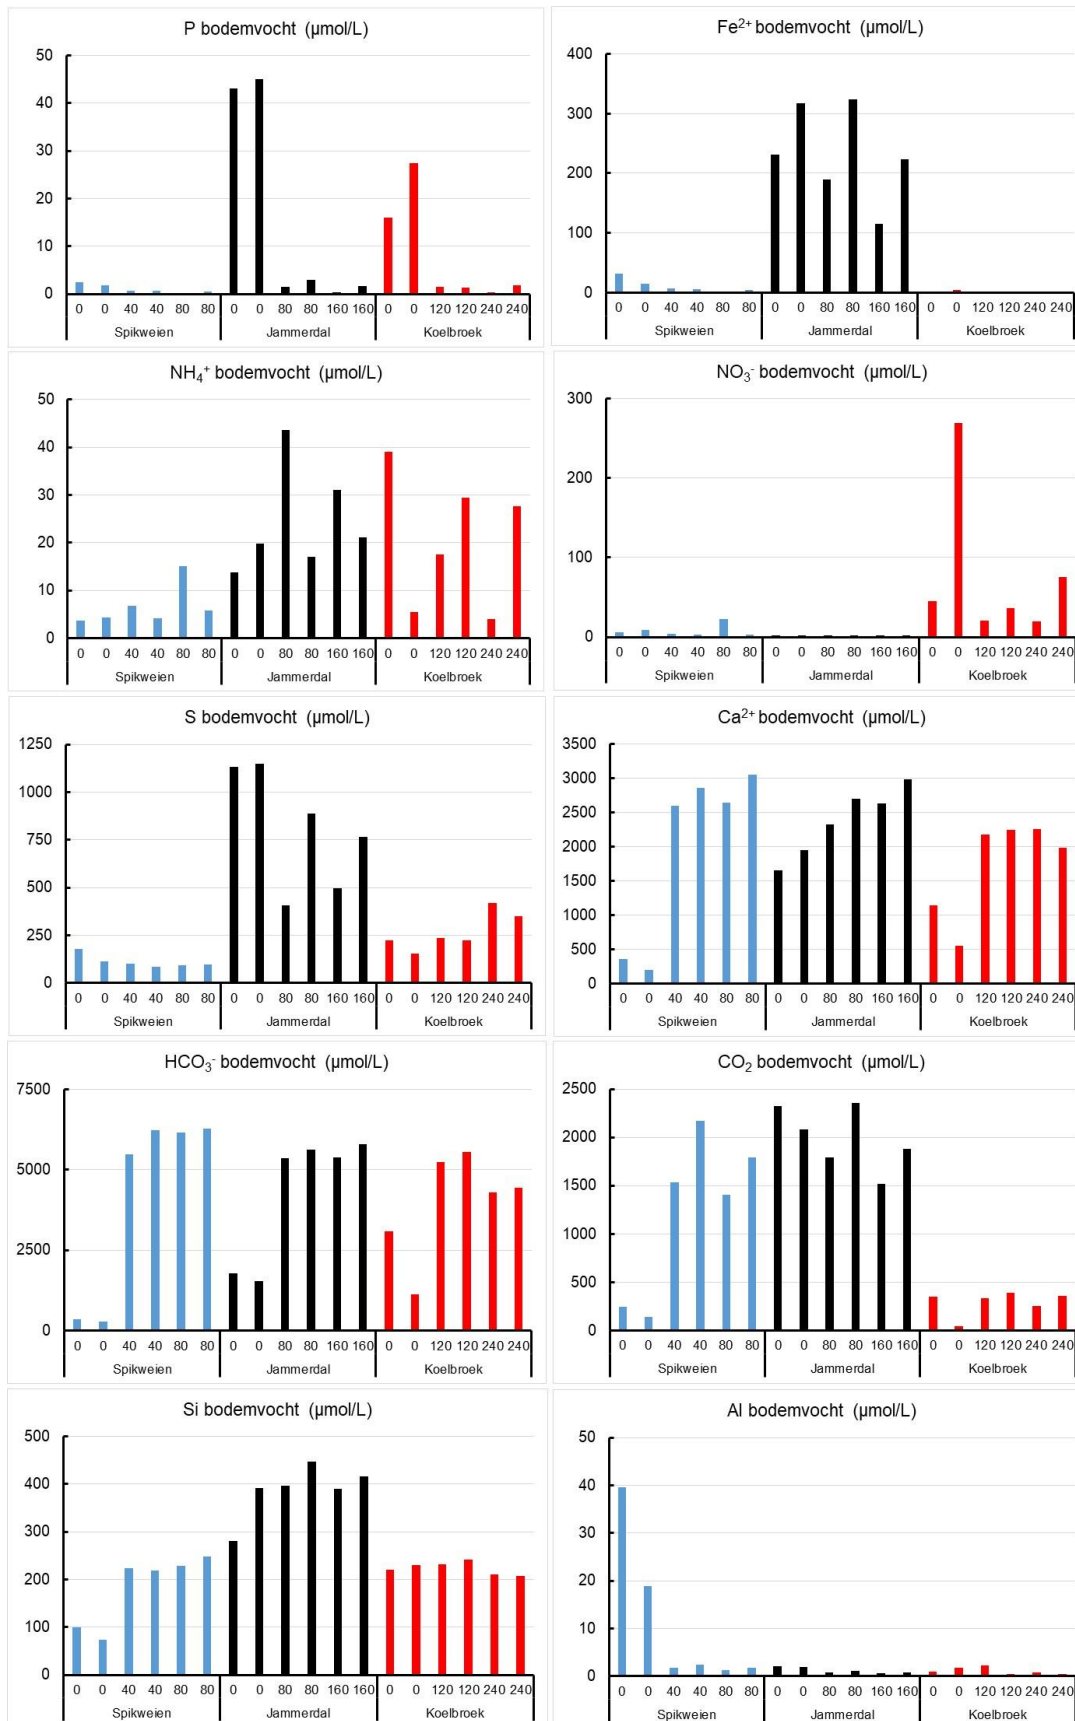 P bodemvocht (µmol/L)
50
40
30
20
10
0
0 0 40 40 80 80 0 0 80 80 160 160 0 0 120 120 240 240
Spikweien Jammerdal Koelbroek
Fe²⁺ bodemvocht (µmol/L)
400
300
200
100
0
0 0 40 40 80 80 0 0 80 80 160 160 0 0 120 120 240 240
Spikweien Jammerdal Koelbroek
NH₄⁺ bodemvocht (µmol/L)
50
40
30
20
10
0
0 0 40 40 80 80 0 0 80 80 160 160 0 0 120 120 240 240
Spikweien Jammerdal Koelbroek
NO₃⁻ bodemvocht (µmol/L)
300
200
100
0
0 0 40 40 80 80 0 0 80 80 160 160 0 0 120 120 240 240
Spikweien Jammerdal Koelbroek
S bodemvocht (µmol/L)
1250
1000
750
500
250
0
0 0 40 40 80 80 0 0 80 80 160 160 0 0 120 120 240 240
Spikweien Jammerdal Koelbroek
Ca²⁺ bodemvocht (µmol/L)
3500
3000
2500
2000
1500
1000
500
0
0 0 40 40 80 80 0 0 80 80 160 160 0 0 120 120 240 240
Spikweien Jammerdal Koelbroek
HCO₃⁻ bodemvocht (µmol/L)
7500
5000
2500
0
0 0 40 40 80 80 0 0 80 80 160 160 0 0 120 120 240 240
Spikweien Jammerdal Koelbroek
CO₂ bodemvocht (µmol/L)
2500
2000
1500
1000
500
0
0 0 40 40 80 80 0 0 80 80 160 160 0 0 120 120 240 240
Spikweien Jammerdal Koelbroek
Si bodemvocht (µmol/L)
500
400
300
200
100
0
0 0 40 40 80 80 0 0 80 80 160 160 0 0 120 120 240 240
Spikweien Jammerdal Koelbroek
Al bodemvocht (µmol/L)
50
40
30
20
10
0
0 0 40 40 80 80 0 0 80 80 160 160 0 0 120 120 240 240
Spikweien Jammerdal Koelbroek